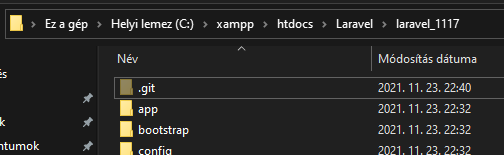 Ez a gép > Helyi lemez (C:) > xampp > htdocs > Laravel > laravel_1117
Név Módosítás dátuma
és
.git 2021. 11. 23. 22:40
app 2021. 11. 23. 22:32
k bootstrap 2021. 11. 23. 22:32
ntumok config 2021. 11. 23. 22:32